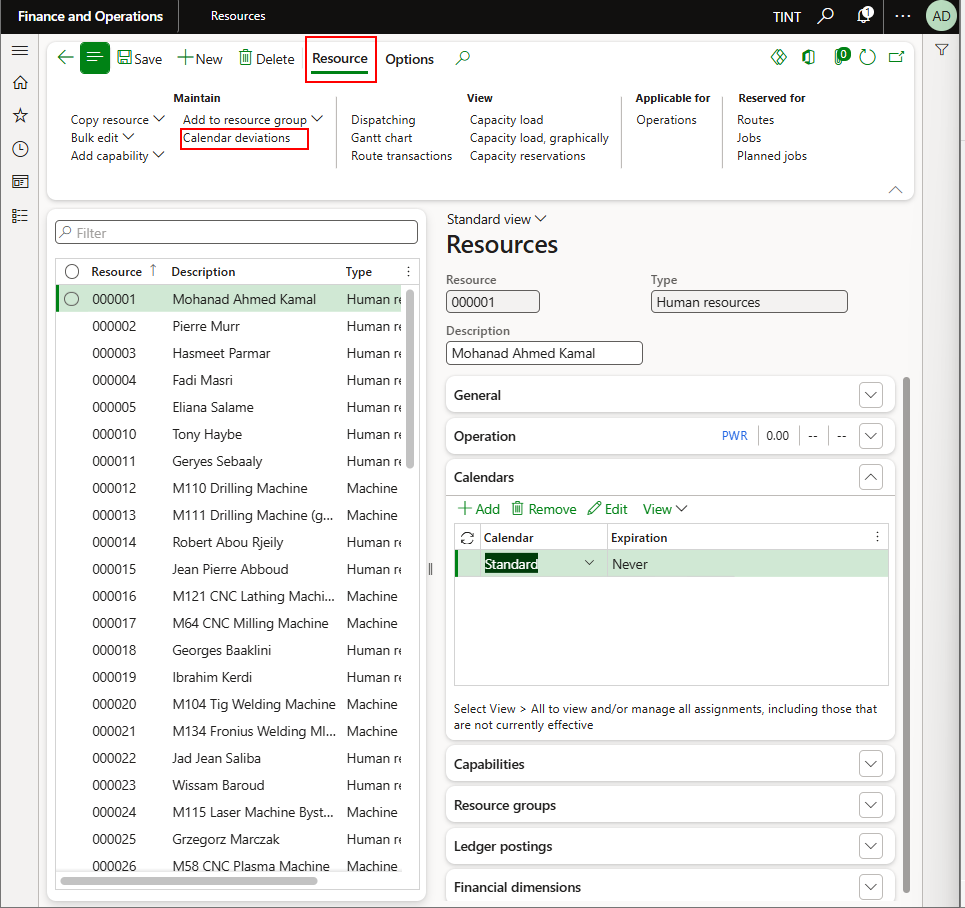 Finance and Operations
Resources
TINT
1
AD
Save
New
Delete
Resource
Options
0
Maintain
Copy resource
Add to resource group
Bulk edit
Calendar deviations
Add capability
View
Dispatching
Capacity load
Gantt chart
Capacity load, graphically
Route transactions
Capacity reservations
Applicable for
Operations
Reserved for
Routes
Jobs
Planned jobs
Filter
Resource Description Type
000001 Mohanad Ahmed Kamal Human re
000002 Pierre Murr Human re
000003 Hasmeet Parmar Human re
000004 Fadi Masri Human re
000005 Eliana Salame Human re
000010 Tony Haybe Human re
000011 Geryes Sebaaly Human re
000012 M110 Drilling Machine Machine
000013 M111 Drilling Machine (g... Machine
000014 Robert Abou Rjeily Human re
000015 Jean Pierre Abboud Human re
000016 M121 CNC Lathing Machi... Machine
000017 M64 CNC Milling Machine Machine
000018 Georges Baaklini Human re
000019 Ibrahim Kerdi Human re
000020 M104 Tig Welding Machine Machine
000021 M134 Fronius Welding MI... Machine
000022 Jad Jean Saliba Human re
000023 Wissam Baroud Human re
000024 M115 Laser Machine Byst... Machine
000025 Grzegorz Marczak Human re
000026 M58 CNC Plasma Machine Machine
Standard view
Resources
Resource
000001
Type
Human resources
Description
Mohanad Ahmed Kamal
General
Operation PWR 0.00 -- --
Calendars
Add Remove Edit View
Calendar Expiration
Standard Never
Select View > All to view and/or manage all assignments, including those that
are not currently effective
Capabilities
Resource groups
Ledger postings
Financial dimensions